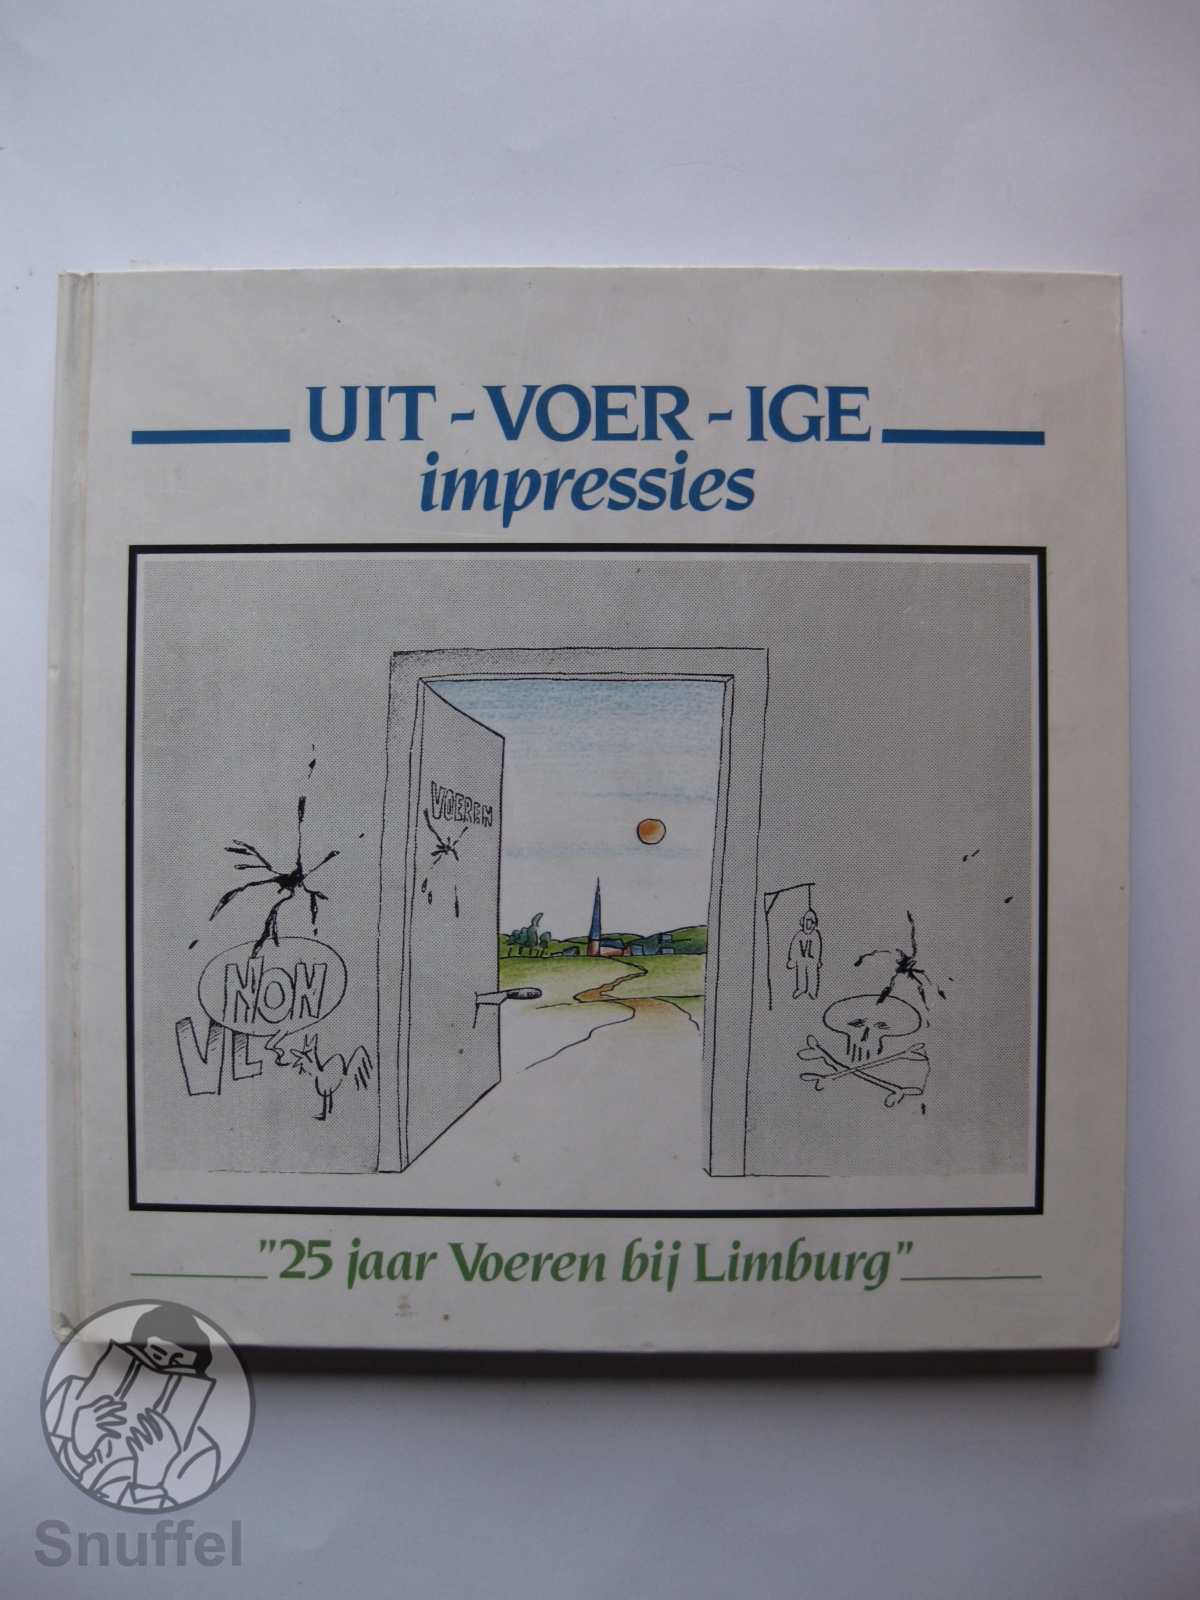 UIT - VOER - IGE
impressies
VOEREN
NON
VL
VL
"25 jaar Voeren bij Limburg"
Snuffel